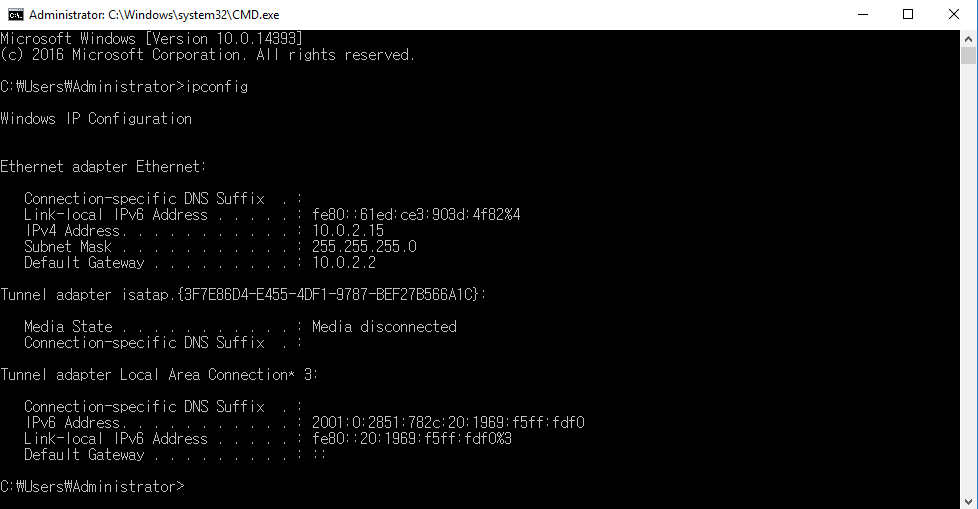 Administrator: C:\Windows\system32\CMD.exe
Microsoft Windows [Version 10.0.14393]
(c) 2016 Microsoft Corporation. All rights reserved.
C:₩Users₩Administrator>ipconfig
Windows IP Configuration
Ethernet adapter Ethernet:
Connection-specific DNS Suffix  . :
Link-local IPv6 Address . . . . . : fe80::61ed:ce3:903d:4f82%4
IPv4 Address. . . . . . . . . . . : 10.0.2.15
Subnet Mask . . . . . . . . . . . : 255.255.255.0
Default Gateway . . . . . . . . . : 10.0.2.2
Tunnel adapter isatap.{3F7E86D4-E455-4DF1-9787-BEF27B566A1C}:
Media State . . . . . . . . . . . : Media disconnected
Connection-specific DNS Suffix  . :
Tunnel adapter Local Area Connection* 3:
Connection-specific DNS Suffix  . :
IPv6 Address. . . . . . . . . . . : 2001:0:2851:782c:20:1969:f5ff:fdf0
Link-local IPv6 Address . . . . . : fe80::20:1969:f5ff:fdf0%3
Default Gateway . . . . . . . . . : ::
C:₩Users₩Administrator>